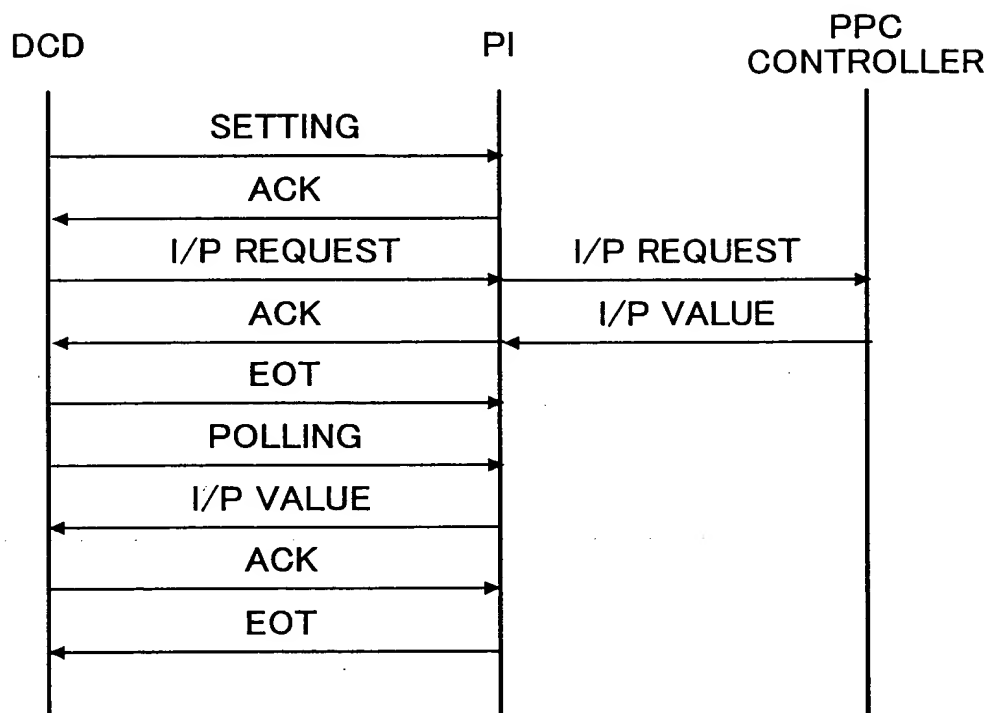 DCD
PI
PPC
CONTROLLER
SETTING
ACK
I/P REQUEST
I/P REQUEST
ACK
I/P VALUE
EOT
POLLING
I/P VALUE
ACK
EOT